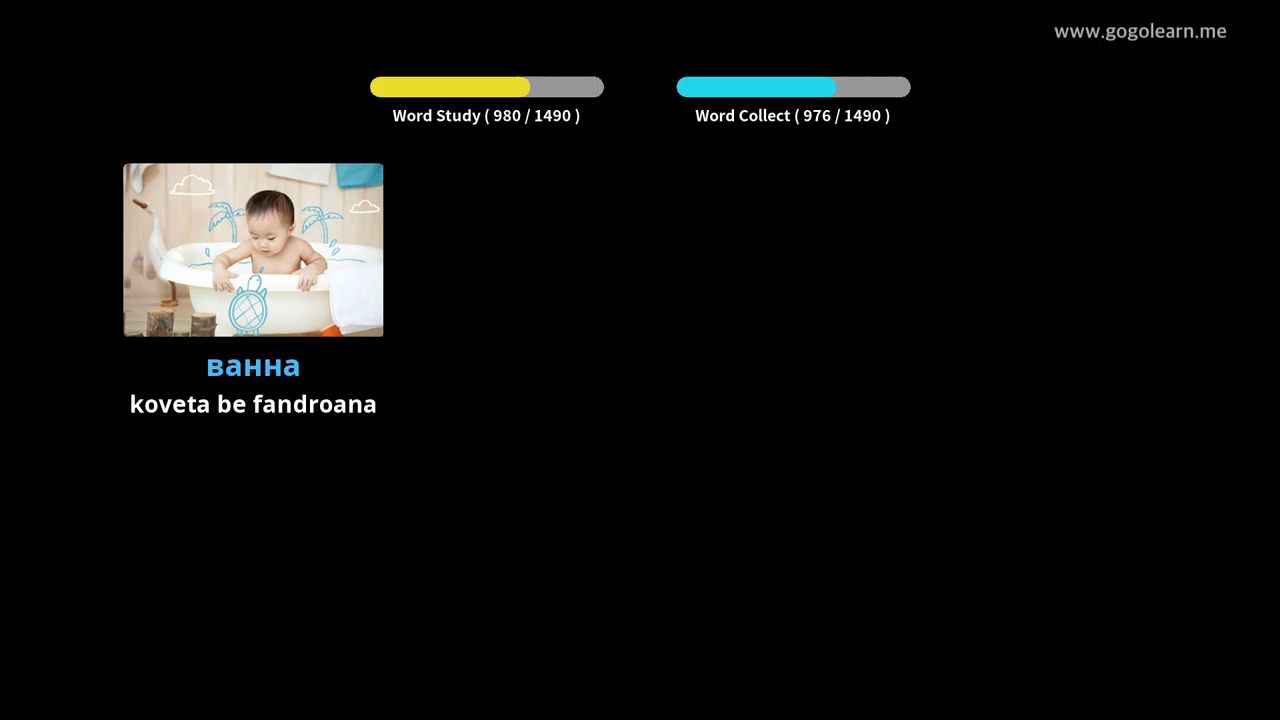 www.gogolearn.me
Word Study ( 980 / 1490 )
Word Collect ( 976 / 1490 )
ванна
koveta be fandroana